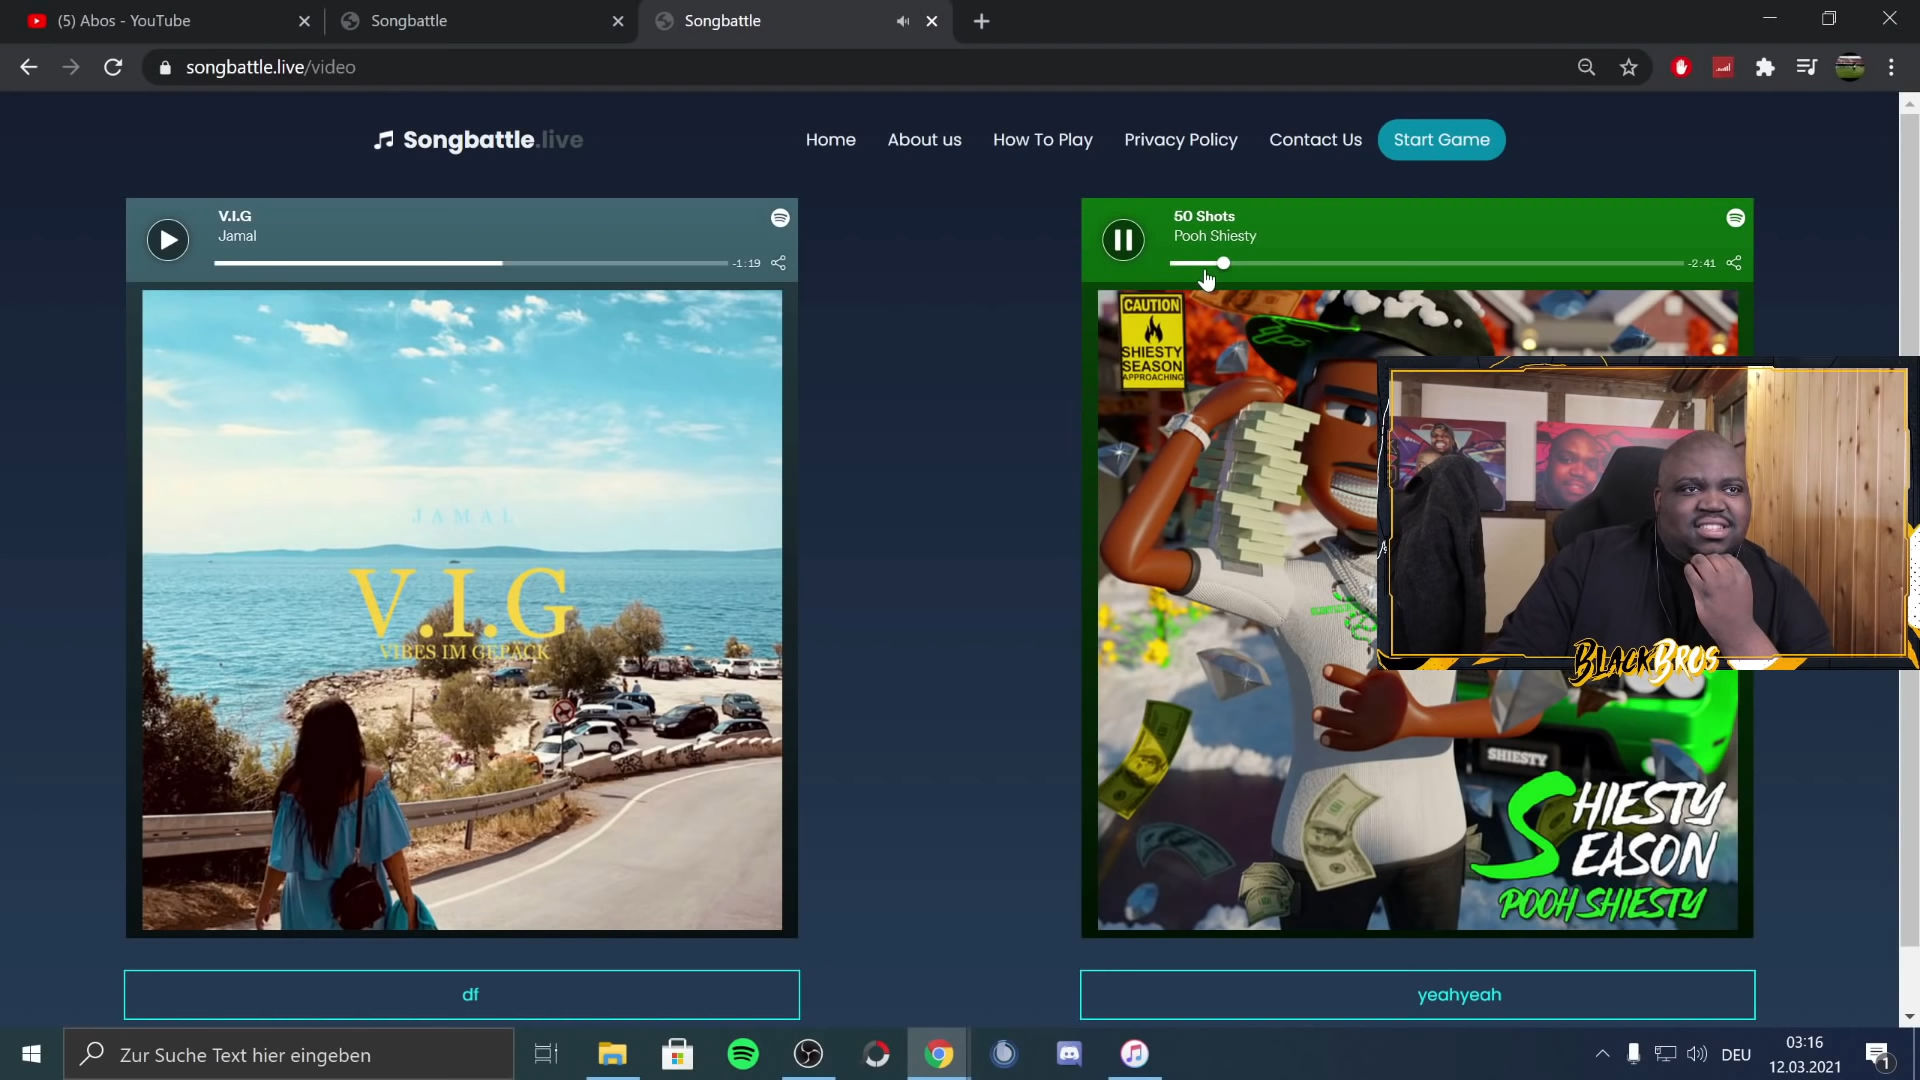 (5) Abos - YouTube
Songbattle
Songbattle
songbattle.live/video
Songbattle.live
Home
About us
How To Play
Privacy Policy
Contact Us
Start Game
V.I.G
Jamal
-1:19
50 Shots
Pooh Shiesty
-2:41
JAMAL
V.I.G
VIBES IM GEPÄCK
CAUTION
SHIESTY
SEASON
APPROACHING
SHIESTY
SHIESTY
SEASON
POOH SHIESTY
BLACKBROS
df
yeahyeah
Zur Suche Text hier eingeben
DEU
03:16
12.03.2021
1